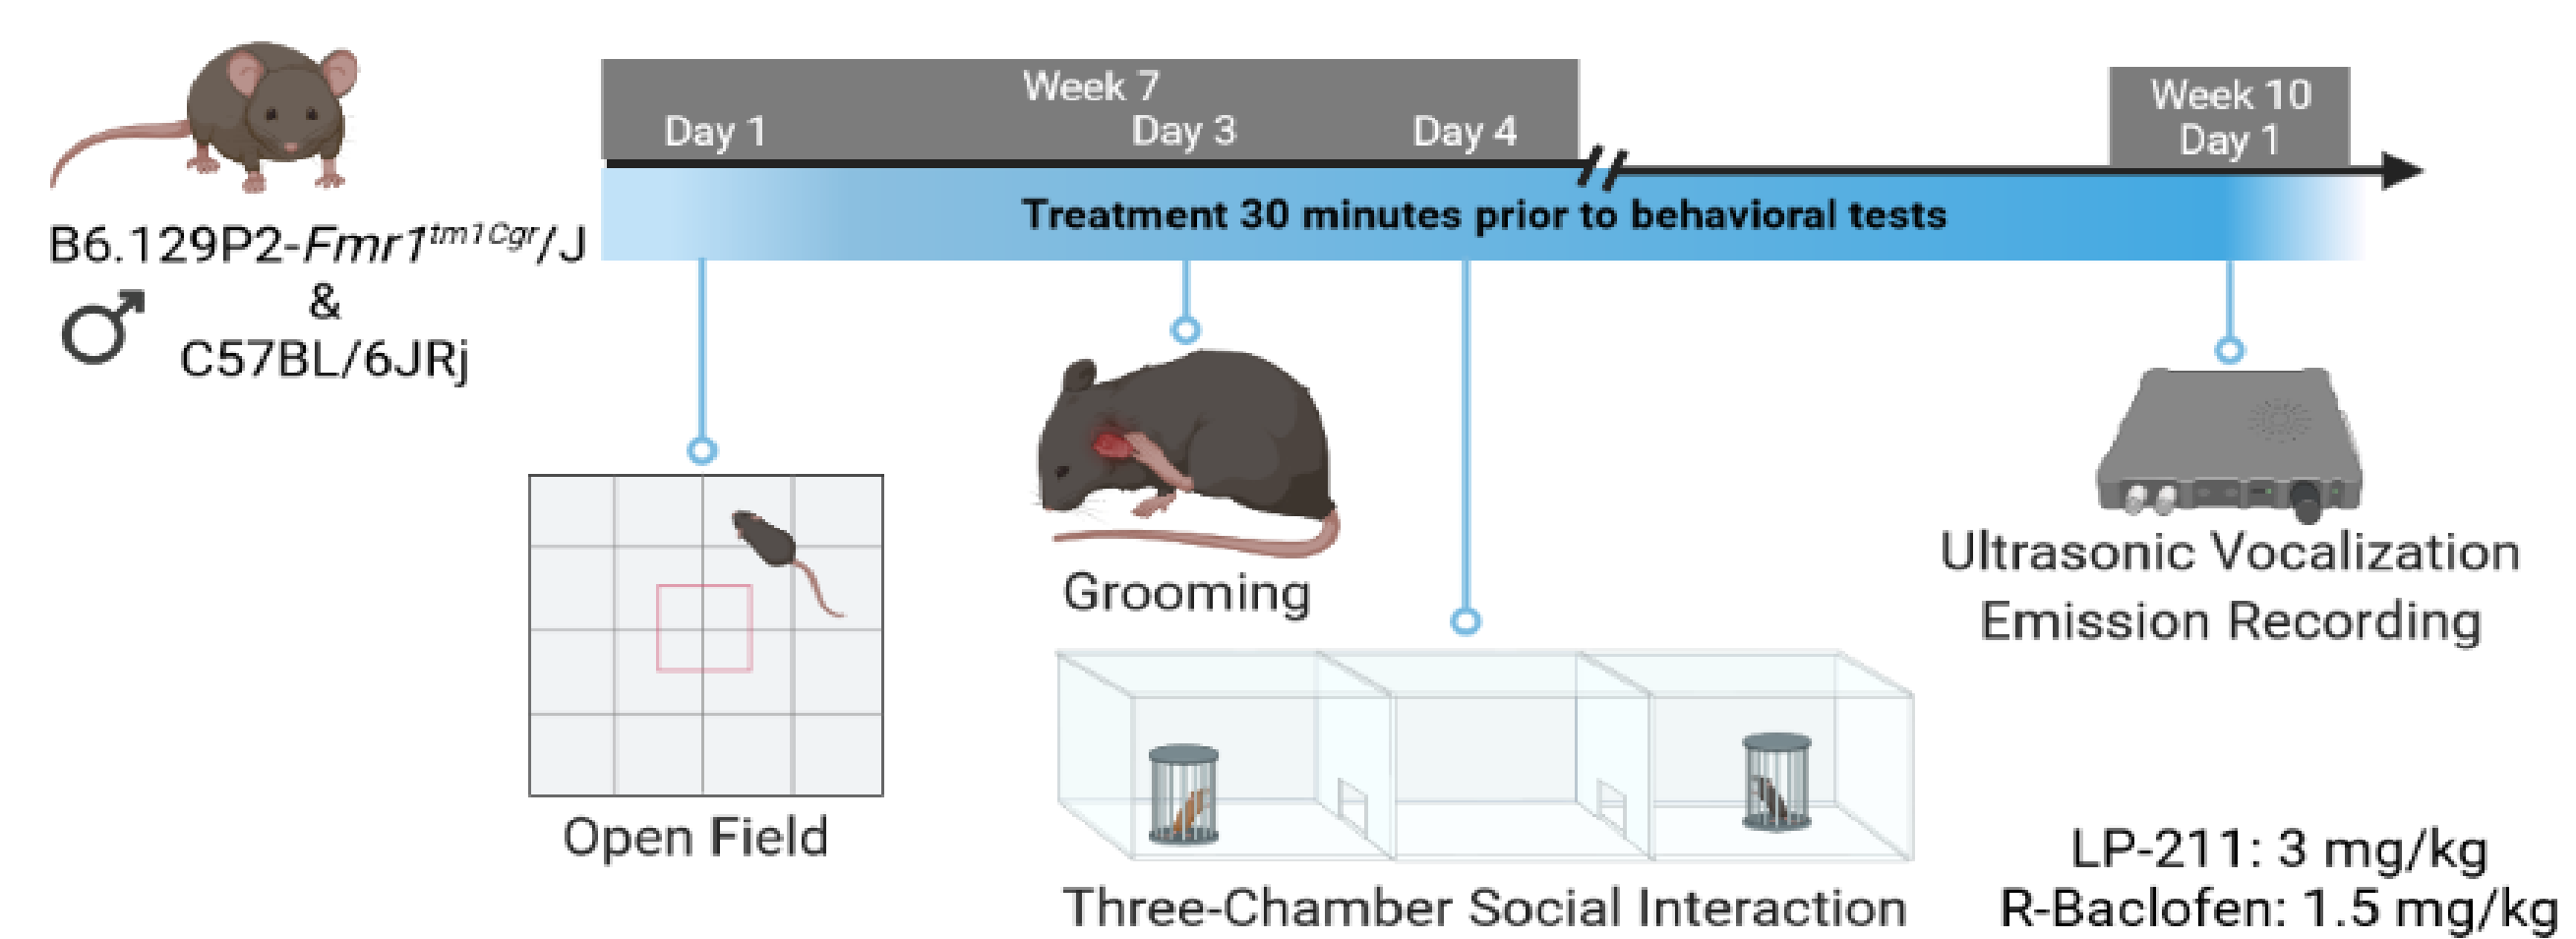 Week 7
Day 1 Day 3 Day 4
Week 10
Day 1
Treatment 30 minutes prior to behavioral tests
B6.129P2-Fmr1tm1Cgr/J
&
C57BL/6JRj
Grooming
Ultrasonic Vocalization
Emission Recording
Open Field
Three-Chamber Social Interaction
LP-211: 3 mg/kg
R-Baclofen: 1.5 mg/kg